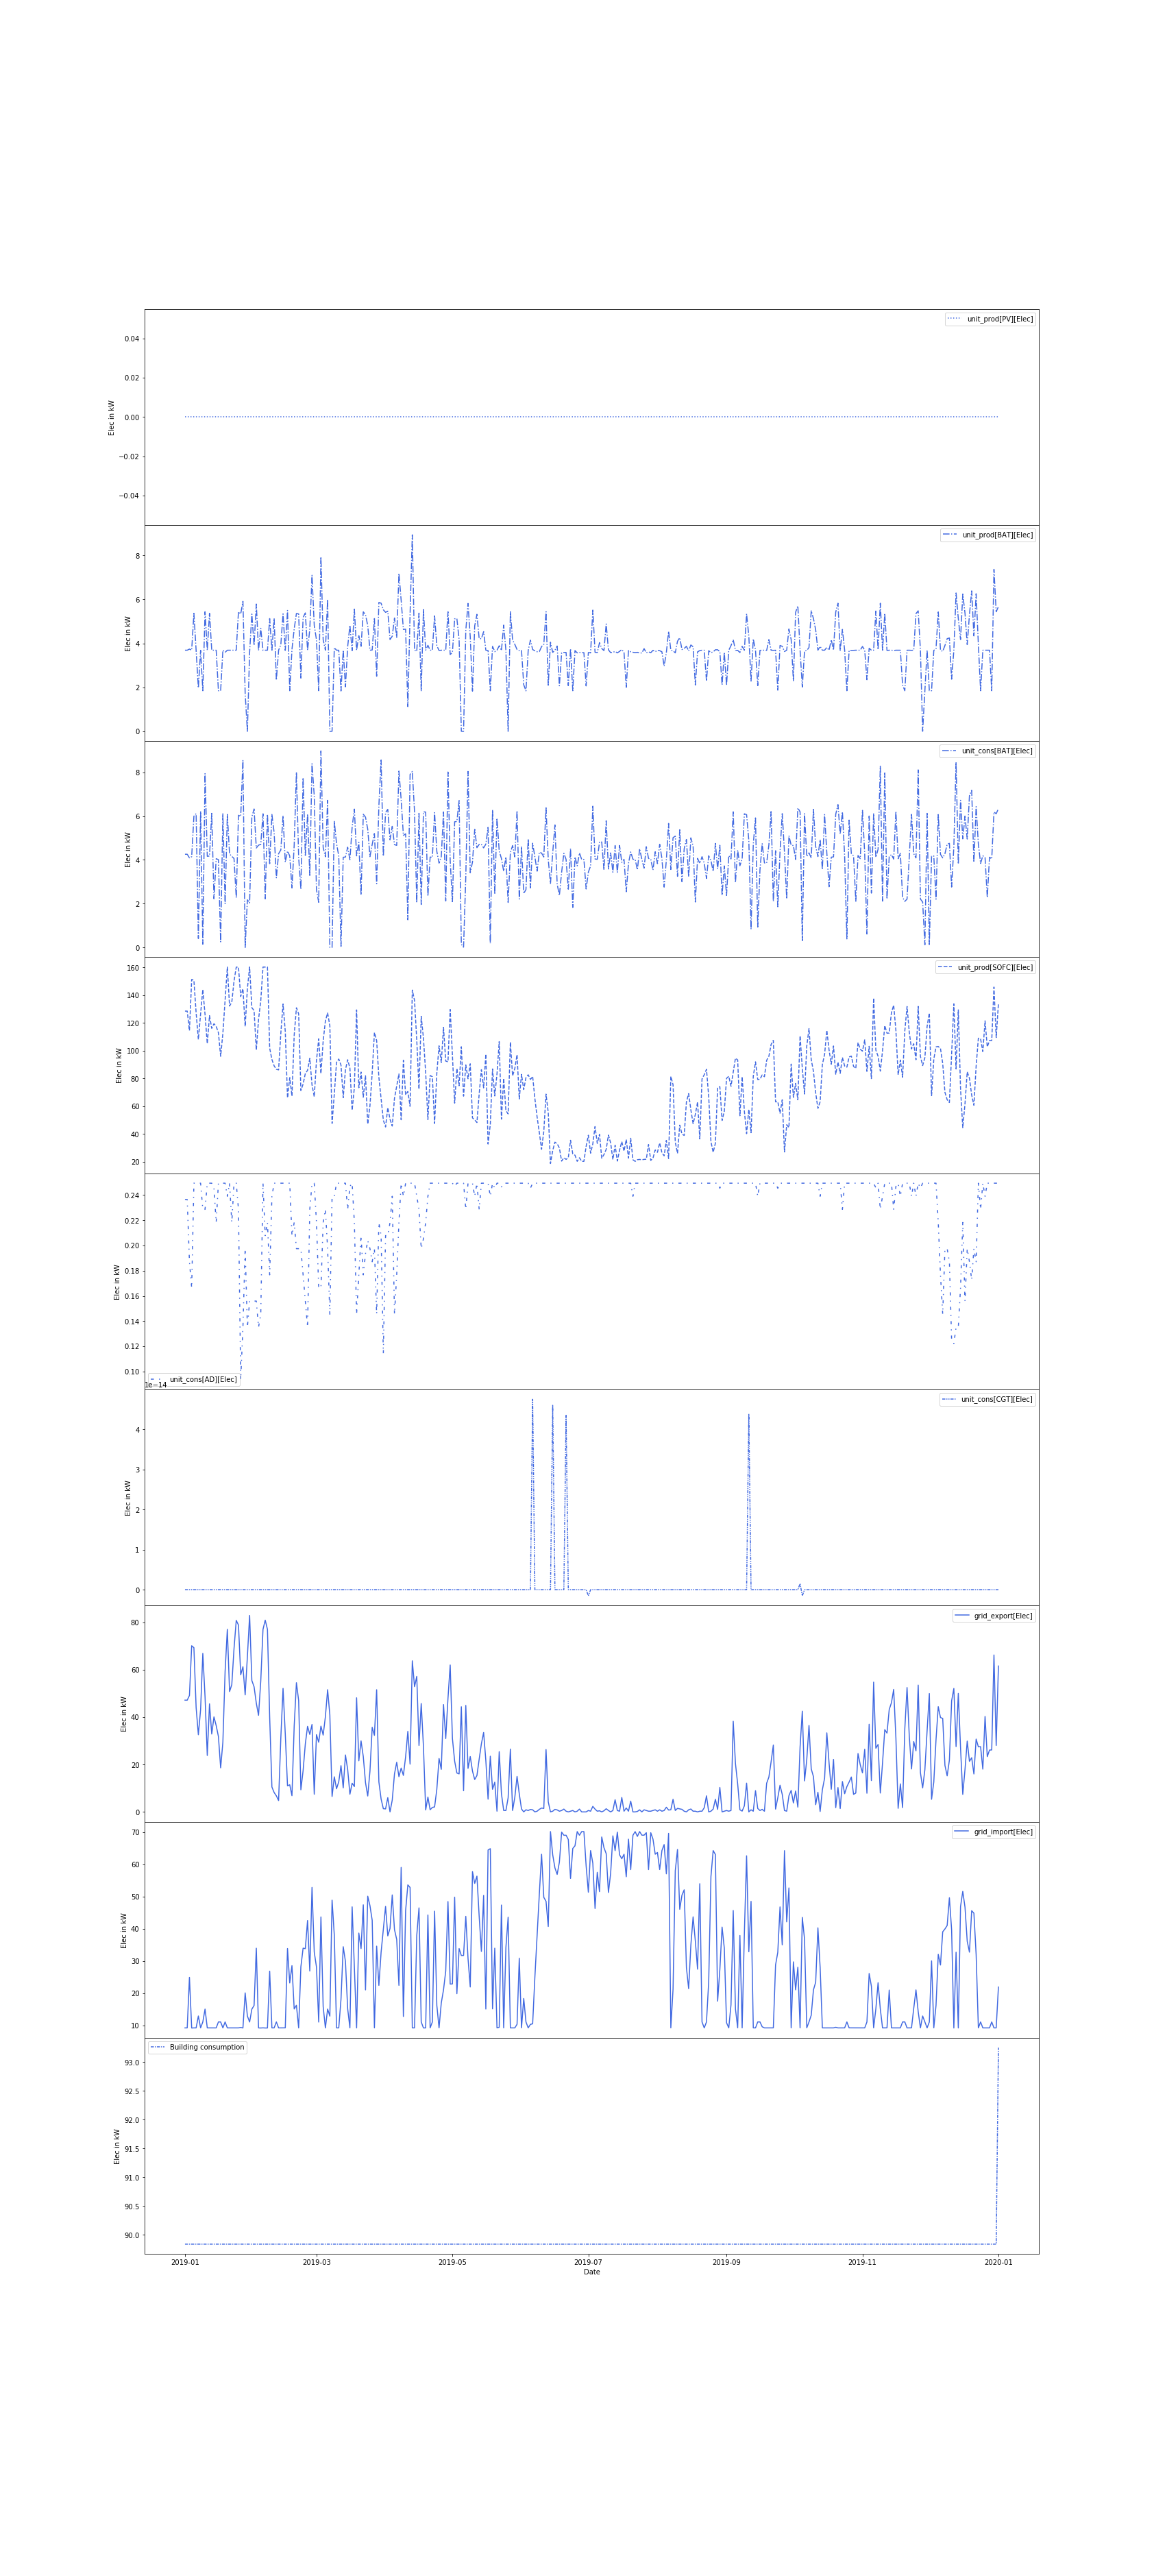 unit_prod[PV][Elec]
0.04
0.02
0.00
−0.02
−0.04
Elec in kW
unit_prod[BAT][Elec]
8
6
4
2
0
Elec in kW
unit_cons[BAT][Elec]
8
6
4
2
0
Elec in kW
unit_prod[SOFC][Elec]
160
140
120
100
80
60
40
20
Elec in kW
0.24
0.22
0.20
0.18
0.16
0.14
0.12
0.10
Elec in kW
unit_cons[AD][Elec]
1e−14
unit_cons[CGT][Elec]
4
3
2
1
0
Elec in kW
grid_export[Elec]
80
60
40
20
0
Elec in kW
grid_import[Elec]
70
60
50
40
30
20
10
Elec in kW
Building consumption
93.0
92.5
92.0
91.5
91.0
90.5
90.0
Elec in kW
2019-01 2019-03 2019-05 2019-07 2019-09 2019-11 2020-01
Date